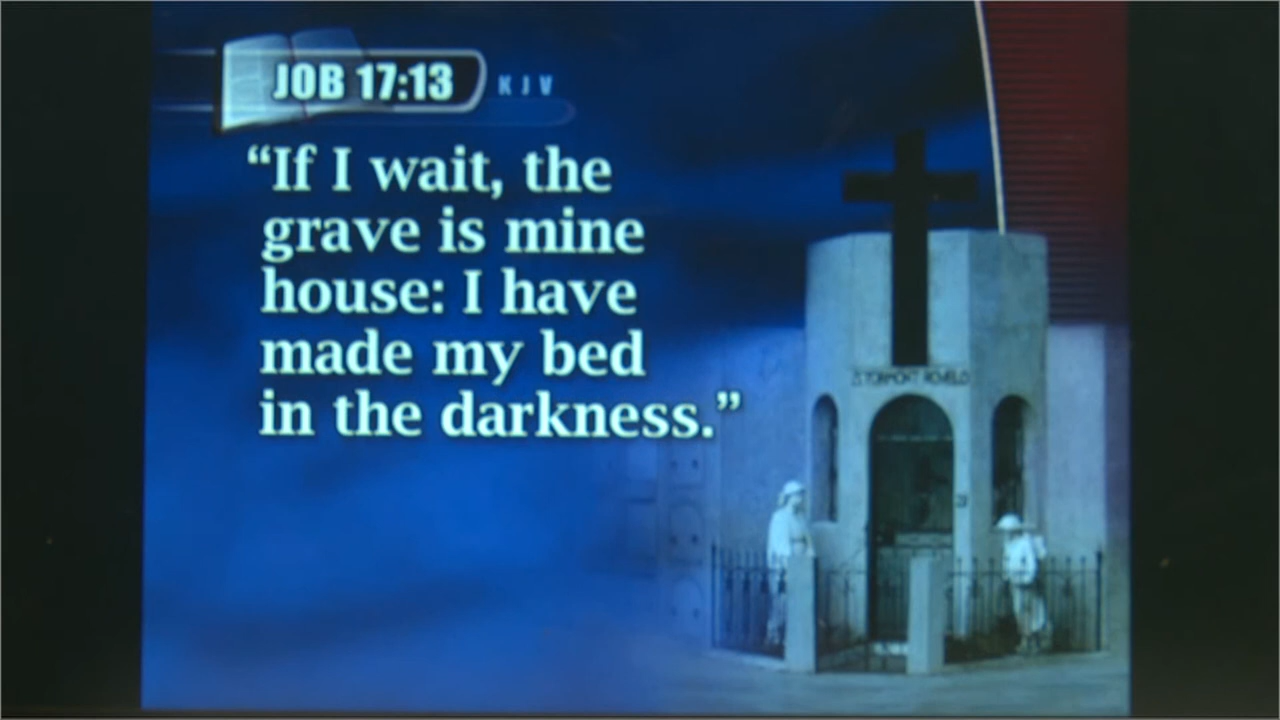 JOB 17:13 KJV
“If I wait, the
grave is mine
house: I have
made my bed
in the darkness.”